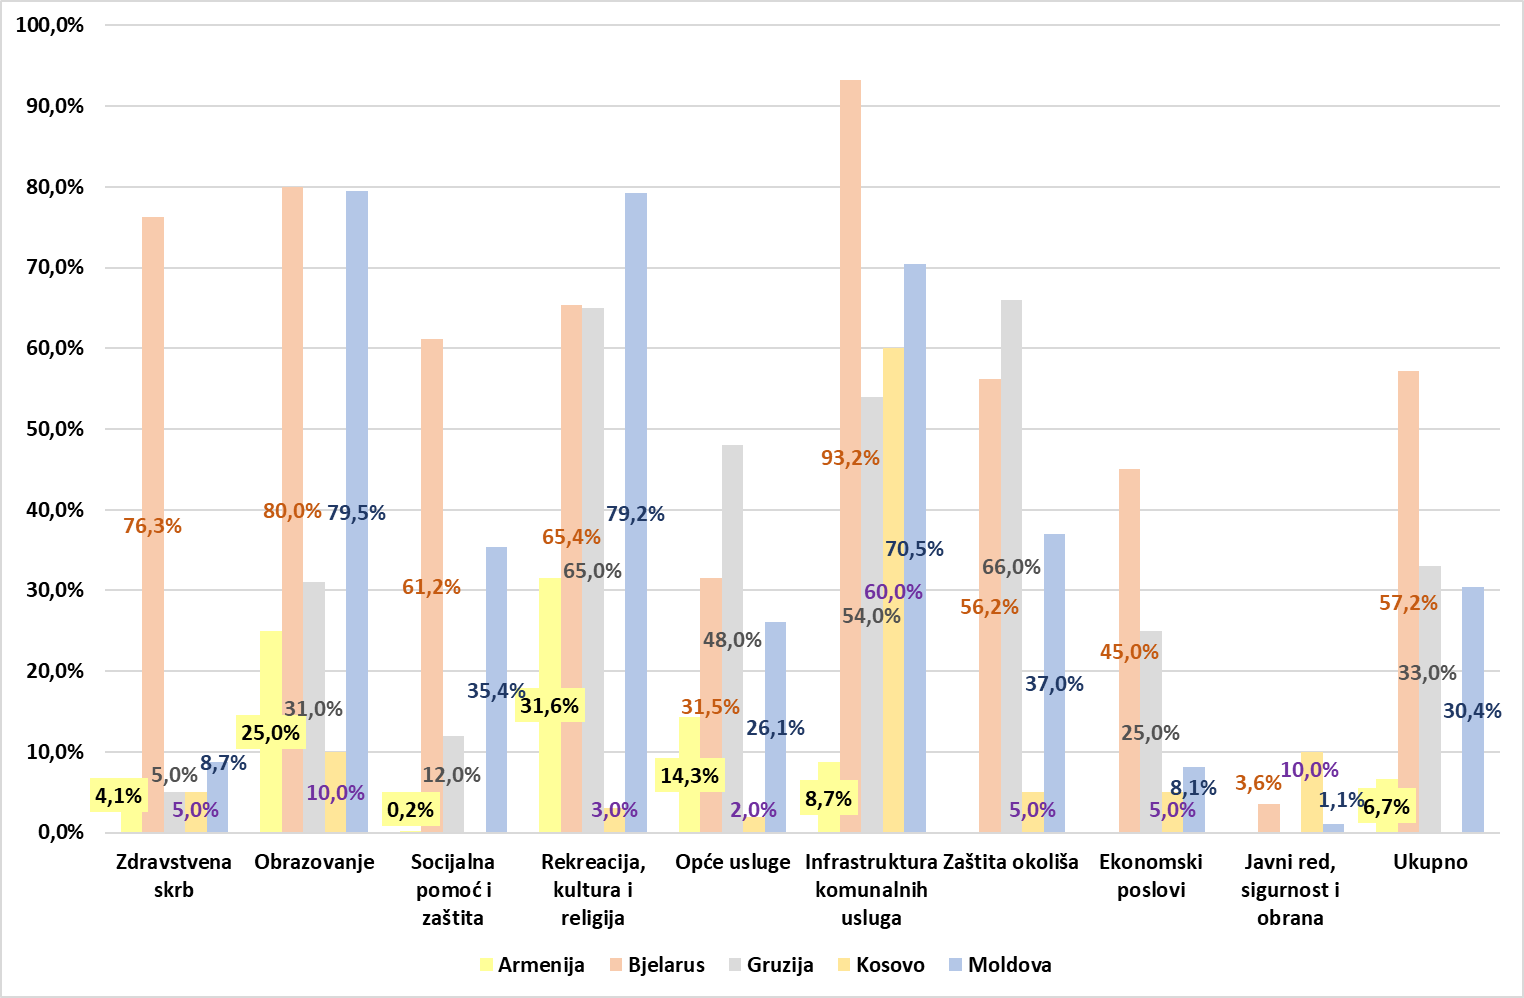 100,0%
90,0%
80,0%
70,0%
60,0%
50,0%
40,0%
30,0%
20,0%
10,0%
0,0%
4,1%
76,3%
5,0%
5,0%
8,7%
25,0%
80,0%
31,0%
10,0%
79,5%
0,2%
61,2%
12,0%
35,4%
31,6%
65,4%
65,0%
3,0%
79,2%
14,3%
31,5%
48,0%
2,0%
26,1%
8,7%
93,2%
54,0%
60,0%
70,5%
56,2%
66,0%
5,0%
37,0%
45,0%
25,0%
5,0%
8,1%
3,6%
10,0%
1,1%
6,7%
57,2%
33,0%
30,4%
Zdravstvena
skrb
Obrazovanje
Socijalna
pomoć i
zaštita
Rekreacija,
kultura i
religija
Opće usluge
Infrastruktura
komunalnih
usluga
Zaštita okoliša
Ekonomski
poslovi
Javni red,
sigurnost i
obrana
Ukupno
Armenija
Bjelarus
Gruzija
Kosovo
Moldova